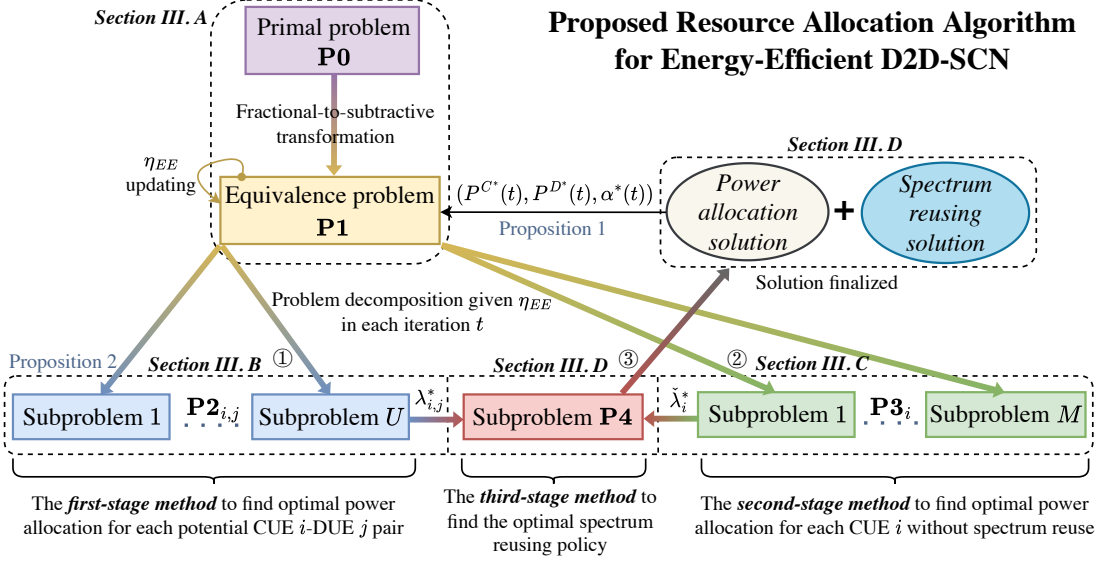 Section III. A
Proposed Resource Allocation Algorithm
for Energy-Efficient D2D-SCN
Primal problem
P0
Fractional-to-subtractive
transformation
η_EE
updating
Equivalence problem
P1
(P^{C*}(t), P^{D*}(t), α^*(t))
Proposition 1
Section III. D
Power
allocation
solution
+
Spectrum
reusing
solution
Solution finalized
Problem decomposition given η_EE
in each iteration t
Proposition 2
Section III. B
①
Section III. D
③
②
Section III. C
Subproblem 1
P2_{i,j}
.....
Subproblem U
λ^*_{i,j}
Subproblem P4
λ̌^*_i
Subproblem 1
P3_i
.....
Subproblem M
The first-stage method to find optimal power
allocation for each potential CUE i-DUE j pair
The third-stage method to
find the optimal spectrum
reusing policy
The second-stage method to find optimal power
allocation for each CUE i without spectrum reuse